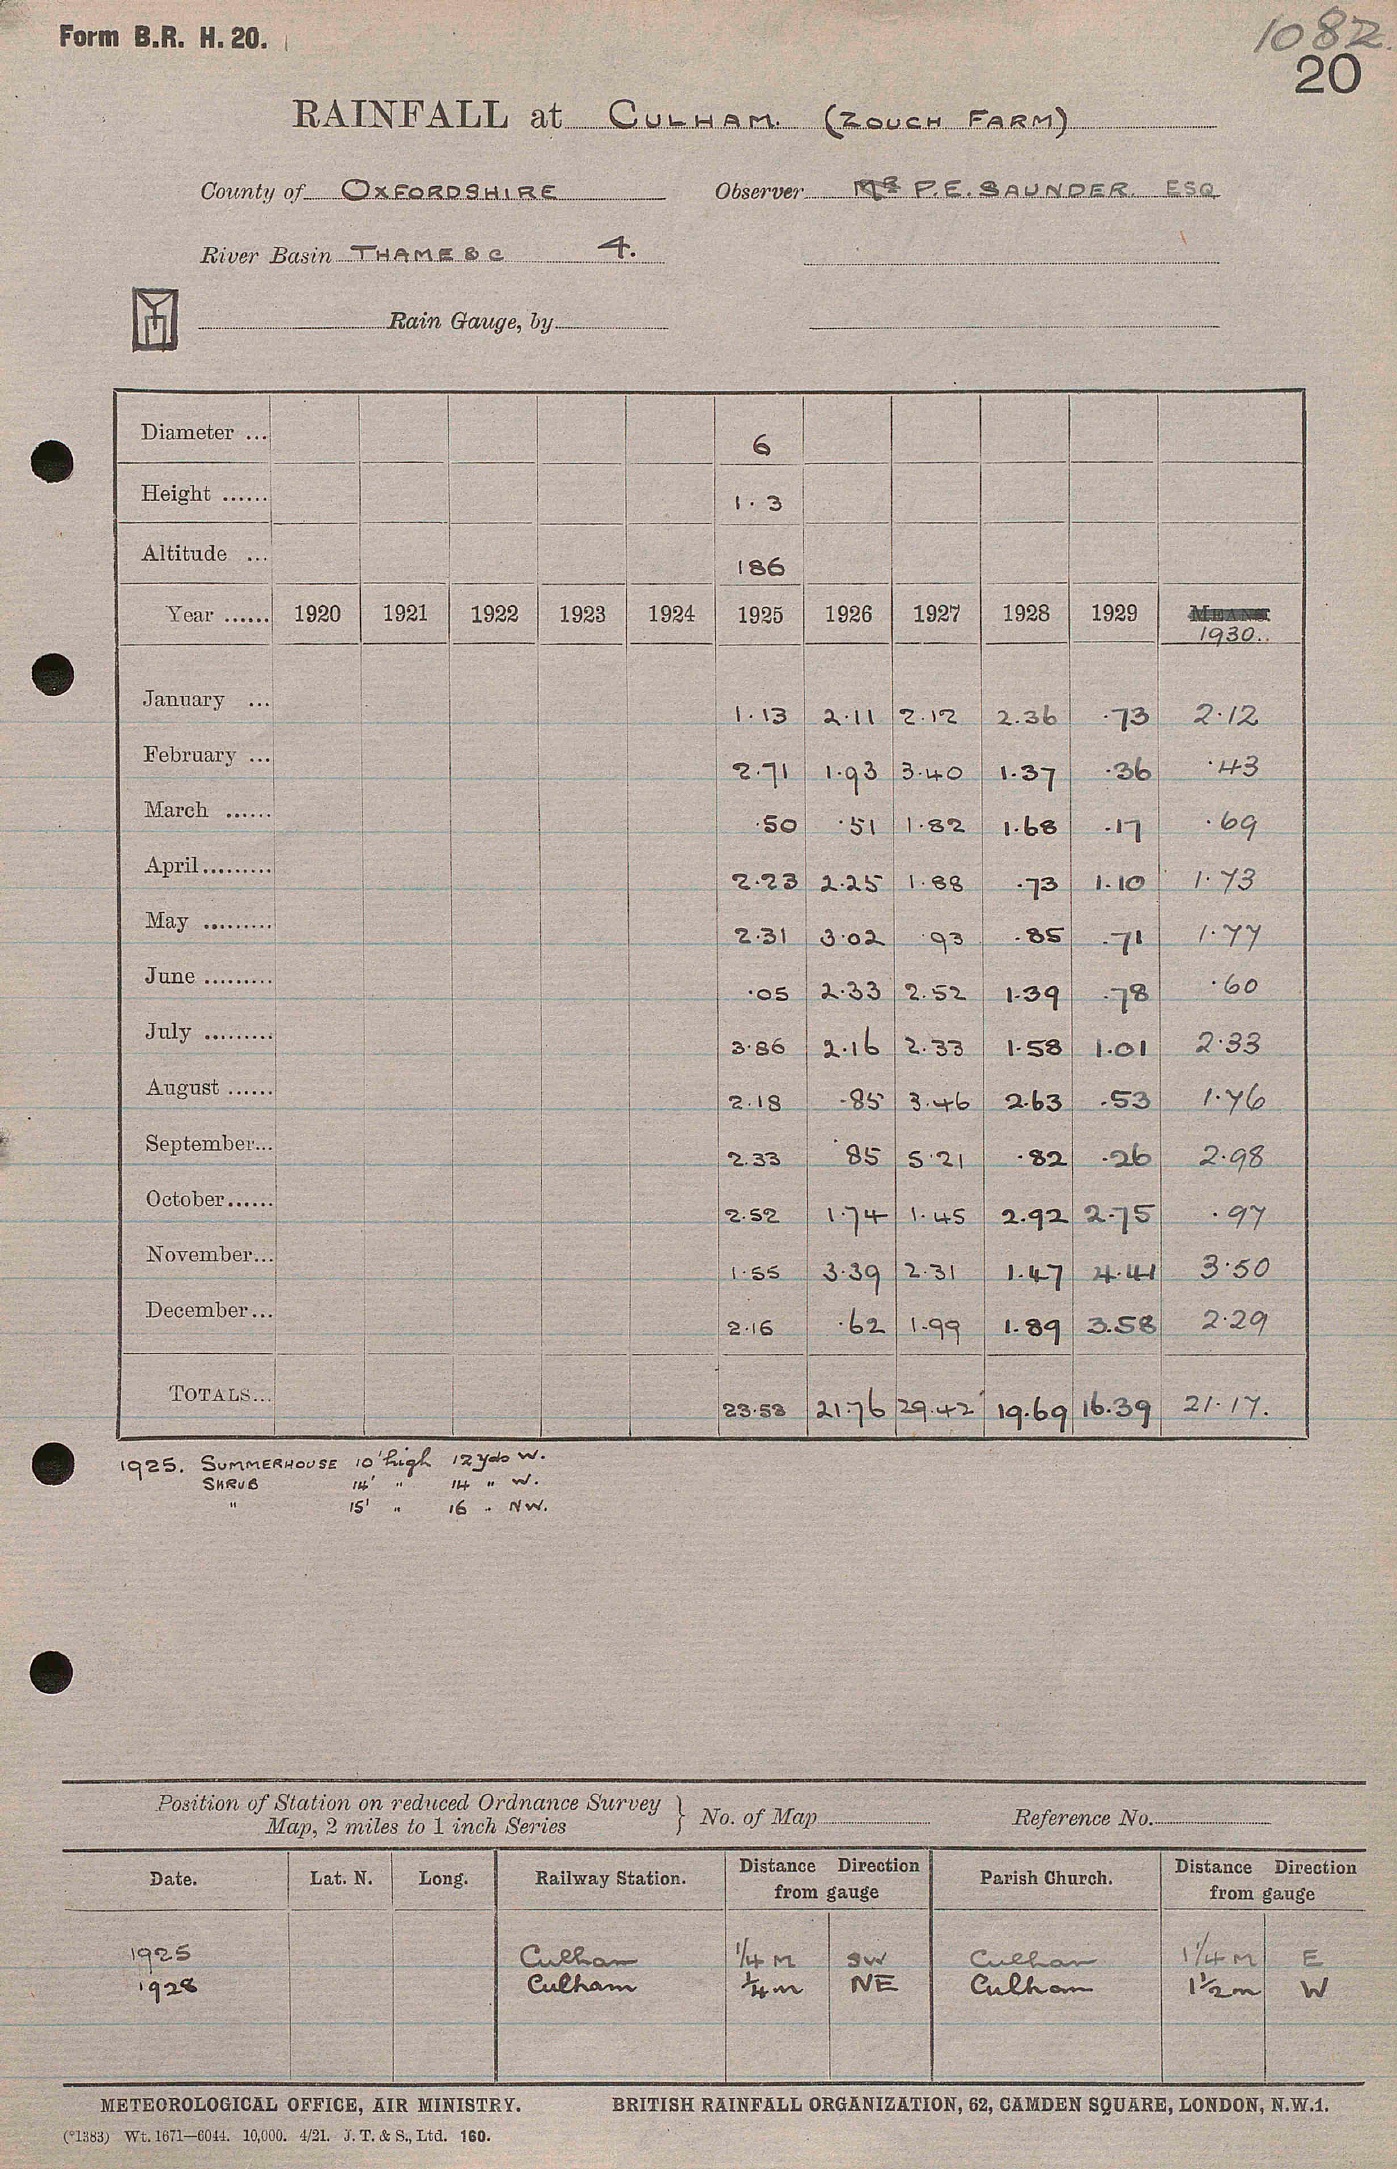 Form B.R. H. 20.
1082.
20
RAINFALL at CULHAM. (ZOUCH FARM)
County of OXFORDSHIRE Observer MR P.E. SAUNDER. ESQ
River Basin THAMES &C 4.
Rain Gauge, by
Diameter ... 6
Height ...... 1.3
Altitude ... 186
Year ...... 1920 1921 1922 1923 1924 1925 1926 1927 1928 1929 MEANS
1930..
January ... 1.13 2.11 2.12 2.36 .73 2.12
February ... 2.71 1.93 3.40 1.37 .36 .43
March ...... .50 .51 1.82 1.68 .17 .69
April......... 2.23 2.25 1.88 .73 1.10 1.73
May ......... 2.31 3.02 .93 .85 .71 1.77
June ......... .05 2.33 2.52 1.39 .78 .60
July ......... 3.86 2.16 2.33 1.58 1.01 2.33
August ...... 2.18 .85 3.46 2.63 .53 1.76
September... 2.33 .85 5.21 .82 .26 2.98
October...... 2.52 1.74 1.45 2.92 2.75 .97
November... 1.55 3.39 2.31 1.47 4.41 3.50
December... 2.16 .62 1.99 1.89 3.58 2.29
TOTALS... 23.53 21.76 29.42 19.69 16.39 21.17.
1925. SUMMERHOUSE 10' high 12 yds W.
SHRUB 14' " 14 " W.
" 15' " 16 " NW.
Position of Station on reduced Ordnance Survey
Map, 2 miles to 1 inch Series } No. of Map Reference No.
Date. Lat. N. Long. Railway Station. Distance Direction from gauge Parish Church. Distance Direction from gauge
1925 Culham 1/4 M SW Culham 1 1/4 M E
1928 Culham 1/4 m NE Culham 1 1/2 m W
METEOROLOGICAL OFFICE, AIR MINISTRY. BRITISH RAINFALL ORGANIZATION, 62, CAMDEN SQUARE, LONDON, N.W.1.
(*1383) Wt. 1671—6044. 10,000. 4/21. J. T. & S., Ltd. 160.